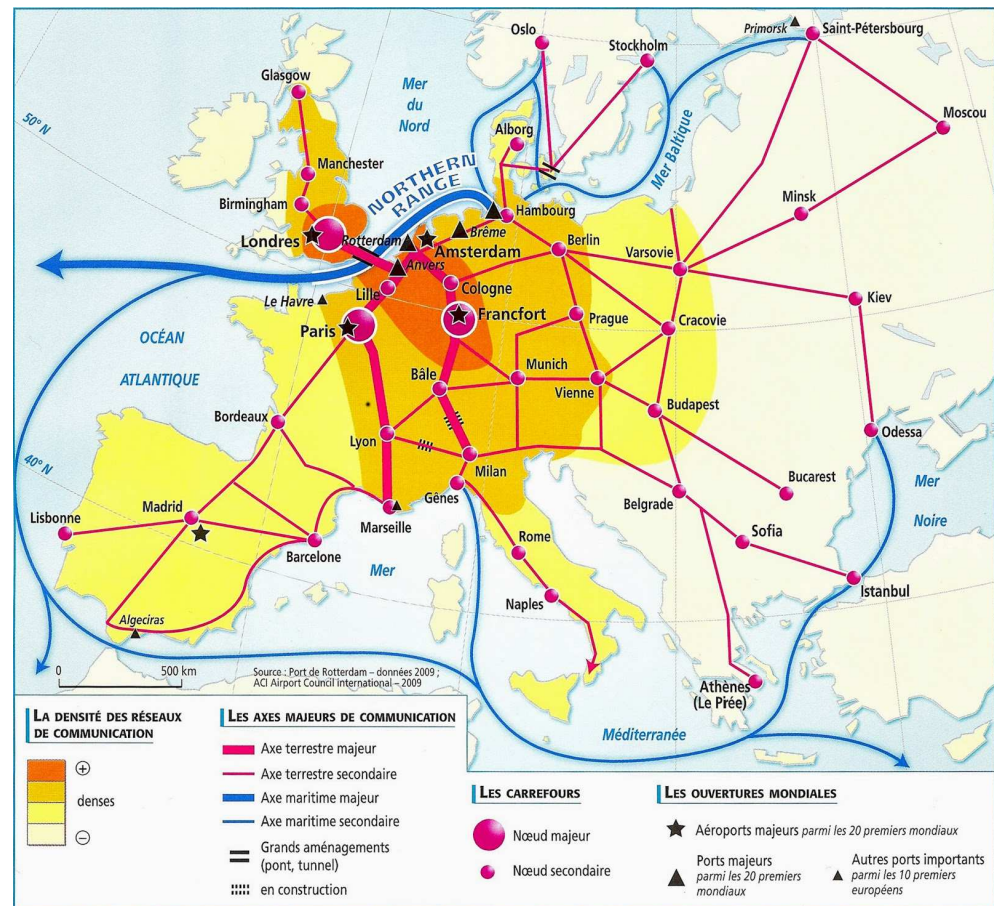 Oslo
Stockholm
Primorsk
Saint-Pétersbourg
Moscou
Glasgow
Mer
du
Nord
Alborg
Mer Baltique
50° N
Manchester
Birmingham
NORTHERN
RANGE
Hambourg
Minsk
Londres
Rotterdam
Brême
Amsterdam
Berlin
Varsovie
Anvers
Lille
Cologne
Kiev
Le Havre
Paris
Francfort
Prague
Cracovie
OCÉAN
ATLANTIQUE
Munich
Bâle
Vienne
Budapest
Bordeaux
Lyon
Odessa
40° N
Milan
Gênes
Bucarest
Mer
Noire
Madrid
Lisbonne
Marseille
Belgrade
Barcelone
Rome
Sofia
Mer
Istanbul
Naples
Algeciras
0 500 km
Source : Port de Rotterdam – données 2009 ;
ACI Airport Council international – 2009
Athènes
(Le Pirée)
Méditerranée
LA DENSITÉ DES RÉSEAUX
DE COMMUNICATION
+
denses
−
LES AXES MAJEURS DE COMMUNICATION
Axe terrestre majeur
Axe terrestre secondaire
Axe maritime majeur
Axe maritime secondaire
Grands aménagements
(pont, tunnel)
en construction
LES CARREFOURS
Nœud majeur
Nœud secondaire
LES OUVERTURES MONDIALES
Aéroports majeurs parmi les 20 premiers mondiaux
Ports majeurs
parmi les 20 premiers
mondiaux
Autres ports importants
parmi les 10 premiers
européens